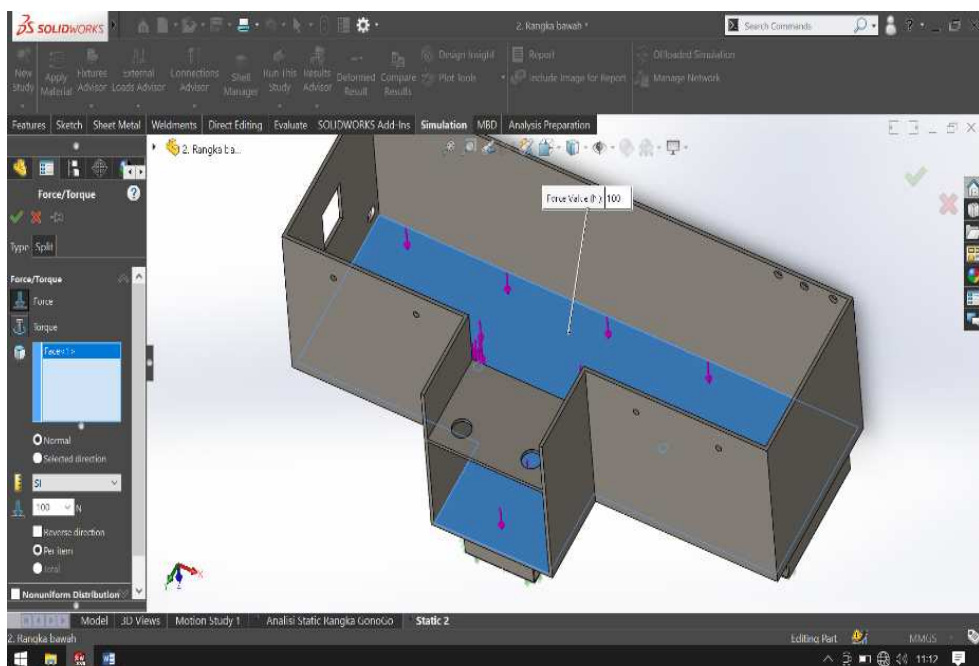 SOLIDWORKS
2. Rangka bawah *
Search Commands
New Study
Apply Material
Fixtures Advisor
External Loads Advisor
Connections Advisor
Shell Manager
Run This Study
Results Advisor
Deformed Result
Compare Results
Design Insight
Plot Tools
Report
Include Image for Report
Offloaded Simulation
Manage Network
Features
Sketch
Sheet Metal
Weldments
Direct Editing
Evaluate
SOLIDWORKS Add-Ins
Simulation
MBD
Analysis Preparation
2. Rangka ba...
Force/Torque
?
Type
Split
Force/Torque
Force
Torque
Face<1>
Normal
Selected direction
SI
100
N
Reverse direction
Per item
Total
Nonuniform Distribution
Force Value (N): 100
Model
3D Views
Motion Study 1
Analisi Static Rangka GonoGo
Static 2
2. Rangka bawah
Editing Part
MMGS
11:12